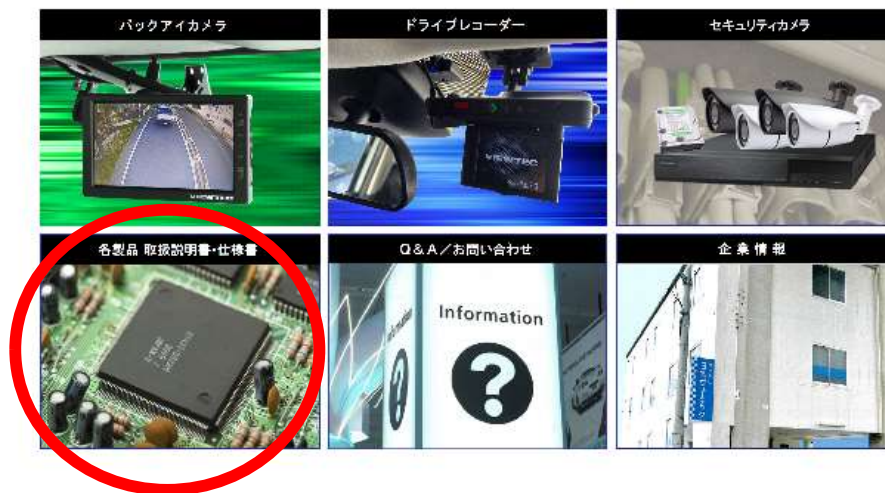 バックアイカメラ
ドライブレコーダー
セキュリティカメラ
各製品 取扱説明書・仕様書
Q&A／お問い合わせ
企業情報
Information
?